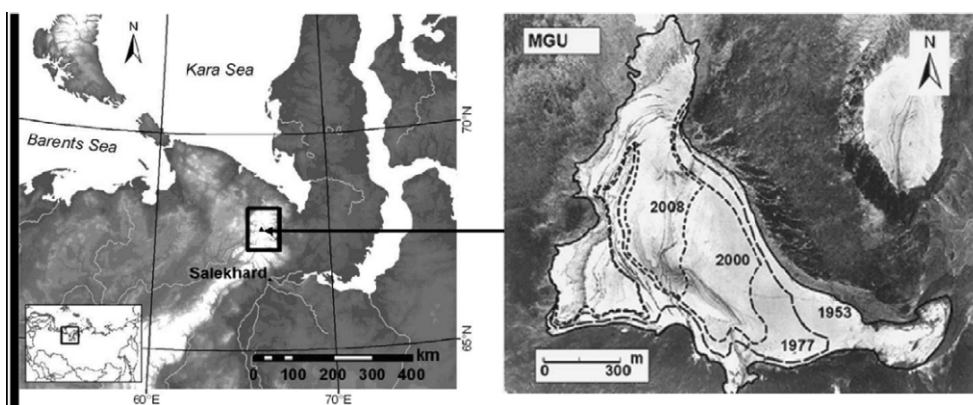 N
Kara Sea
70°N
Barents Sea
Salekhard
65°N
km
0 100 200 300 400
60°E
70°E
MGU
N
2008
2000
1953
1977
m
0 300